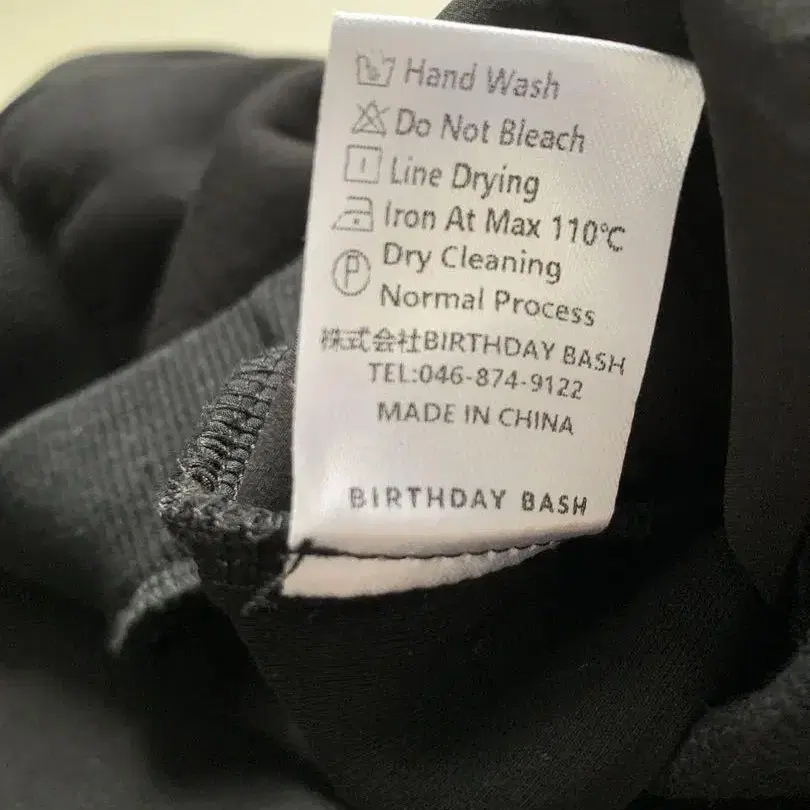 Hand Wash
Do Not Bleach
Line Drying
Iron At Max 110℃
Dry Cleaning
Normal Process
株式会社BIRTHDAY BASH
TEL:046-874-9122
MADE IN CHINA
BIRTHDAY BASH